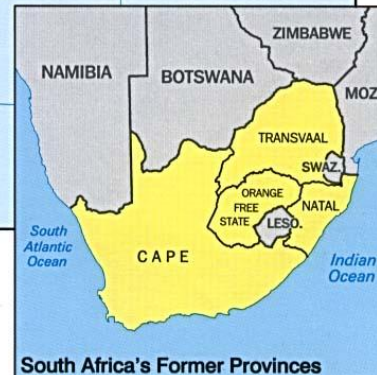 ZIMBABWE
NAMIBIA
BOTSWANA
MOZ
TRANSVAAL
SWAZ.
ORANGE
FREE
STATE
NATAL
LESO.
CAPE
South
Atlantic
Ocean
Indian
Ocean
South Africa's Former Provinces